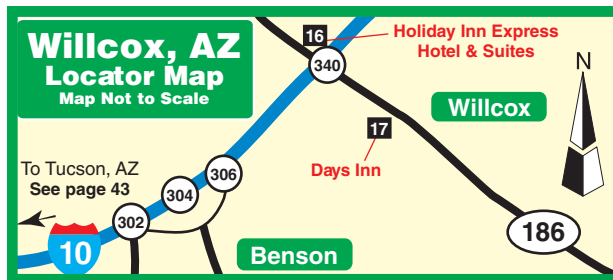 Willcox, AZ
Locator Map
Map Not to Scale
16
Holiday Inn Express
Hotel & Suites
340
N
Willcox
17
Days Inn
To Tucson, AZ
See page 43
306
304
302
10
Benson
186